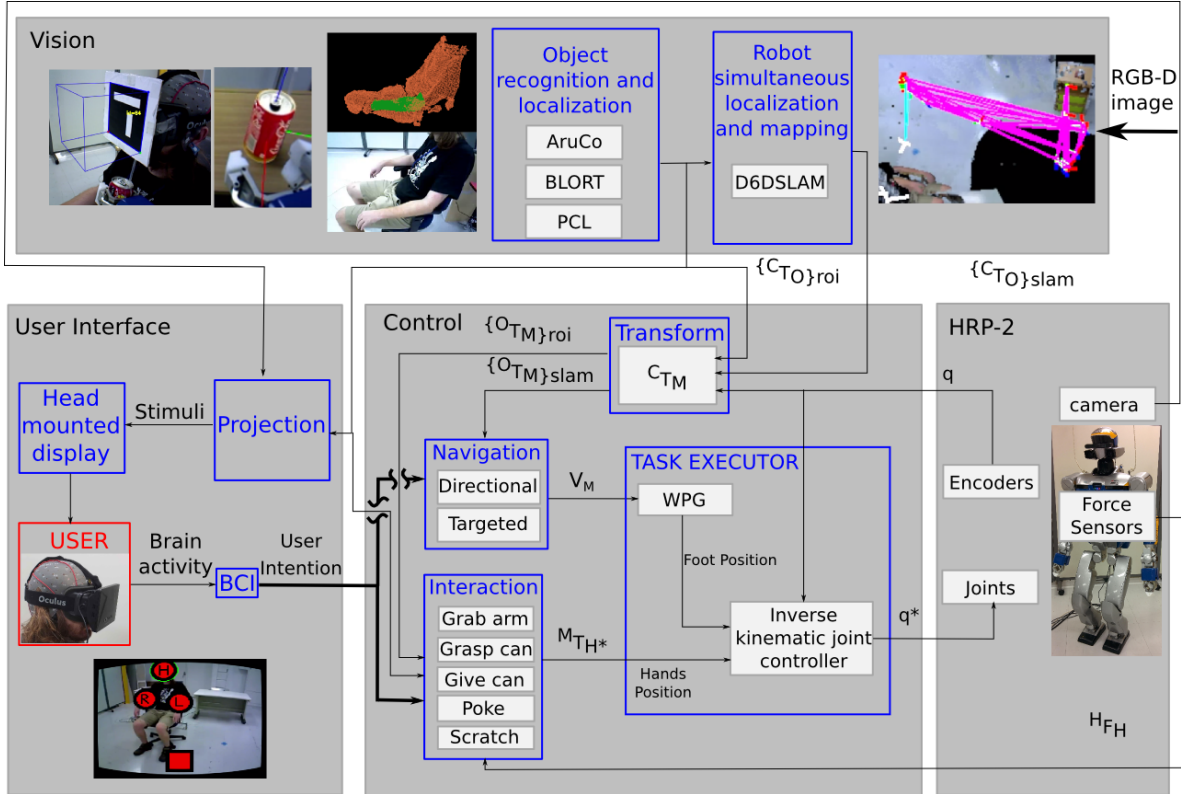 Vision
Object
recognition and
localization
AruCo
BLORT
PCL
Robot
simultaneous
localization
and mapping
D6DSLAM
RGB-D
image
{CTO}roi
{CTO}slam
User Interface
Head
mounted
display
Stimuli
Projection
USER
Oculus
Brain
activity
BCI
User
Intention
H
R
L
Control
{OTM}roi
{OTM}slam
Transform
CTM
Navigation
Directional
Targeted
VM
Interaction
Grab arm
Grasp can
Give can
Poke
Scratch
MTH*
TASK EXECUTOR
WPG
Foot Position
Hands
Position
Inverse
kinematic joint
controller
q*
HRP-2
q
camera
Encoders
Force
Sensors
Joints
HFH